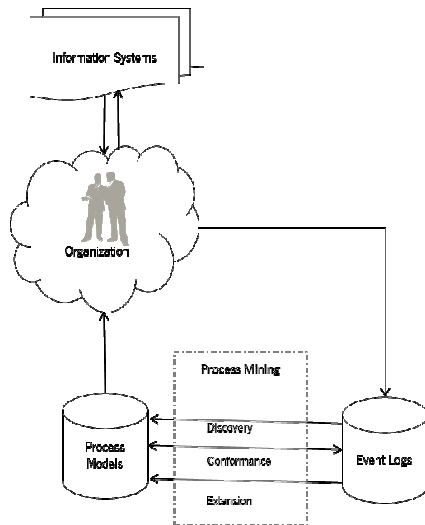 Information Systems
Organization
Process Mining
Discovery
Process
Models
Conformance
Event Logs
Extension